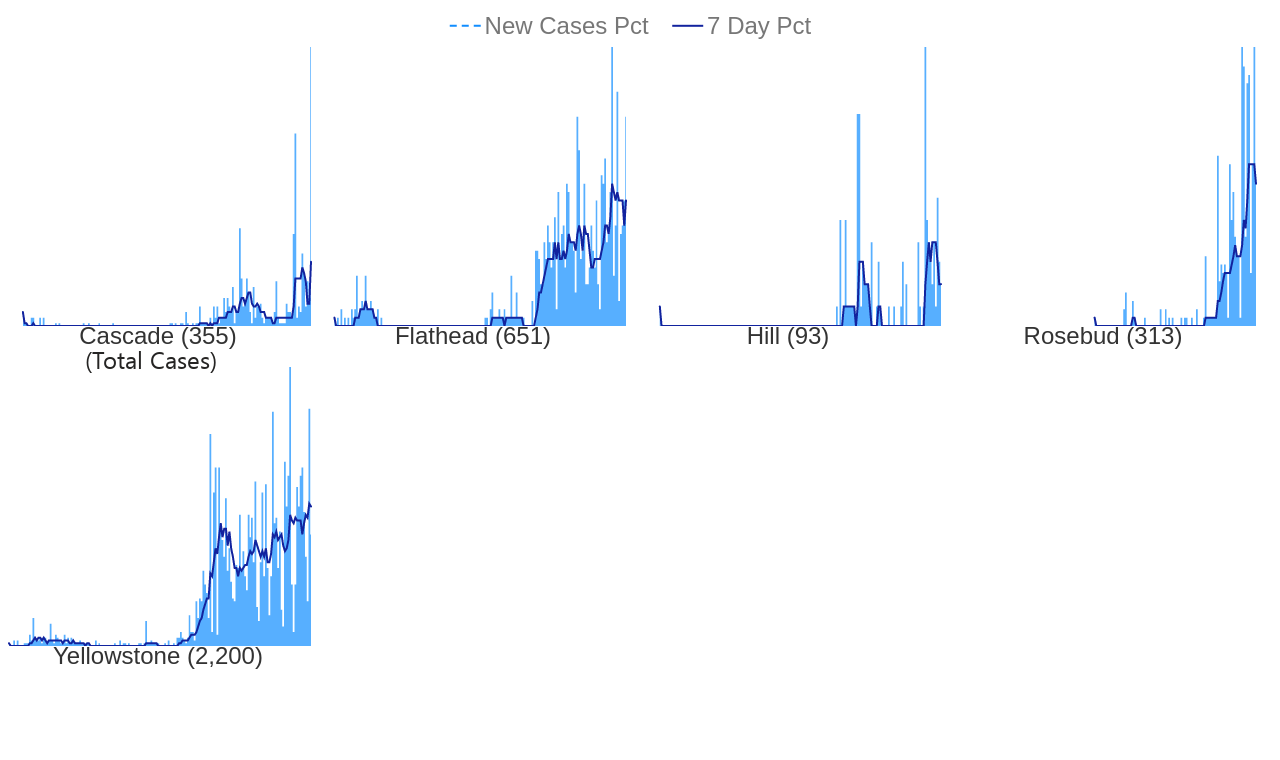 New Cases Pct 7 Day Pct
Cascade (355) Flathead (651) Hill (93) Rosebud (313)
(Total Cases)
Yellowstone (2,200)